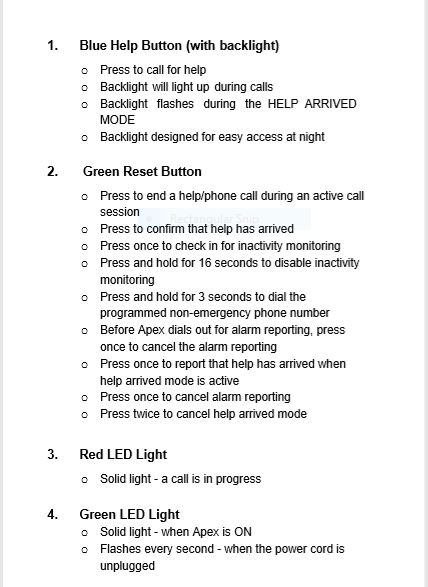 1. Blue Help Button (with backlight)
o Press to call for help
o Backlight will light up during calls
o Backlight flashes during the HELP ARRIVED
MODE
o Backlight designed for easy access at night
2. Green Reset Button
o Press to end a help/phone call during an active call
session
Rectangular Snip
o Press to confirm that help has arrived
o Press once to check in for inactivity monitoring
o Press and hold for 16 seconds to disable inactivity
monitoring
o Press and hold for 3 seconds to dial the
programmed non-emergency phone number
o Before Apex dials out for alarm reporting, press
once to cancel the alarm reporting
o Press once to report that help has arrived when
help arrived mode is active
o Press once to cancel alarm reporting
o Press twice to cancel help arrived mode
3. Red LED Light
o Solid light - a call is in progress
4. Green LED Light
o Solid light - when Apex is ON
o Flashes every second - when the power cord is
unplugged